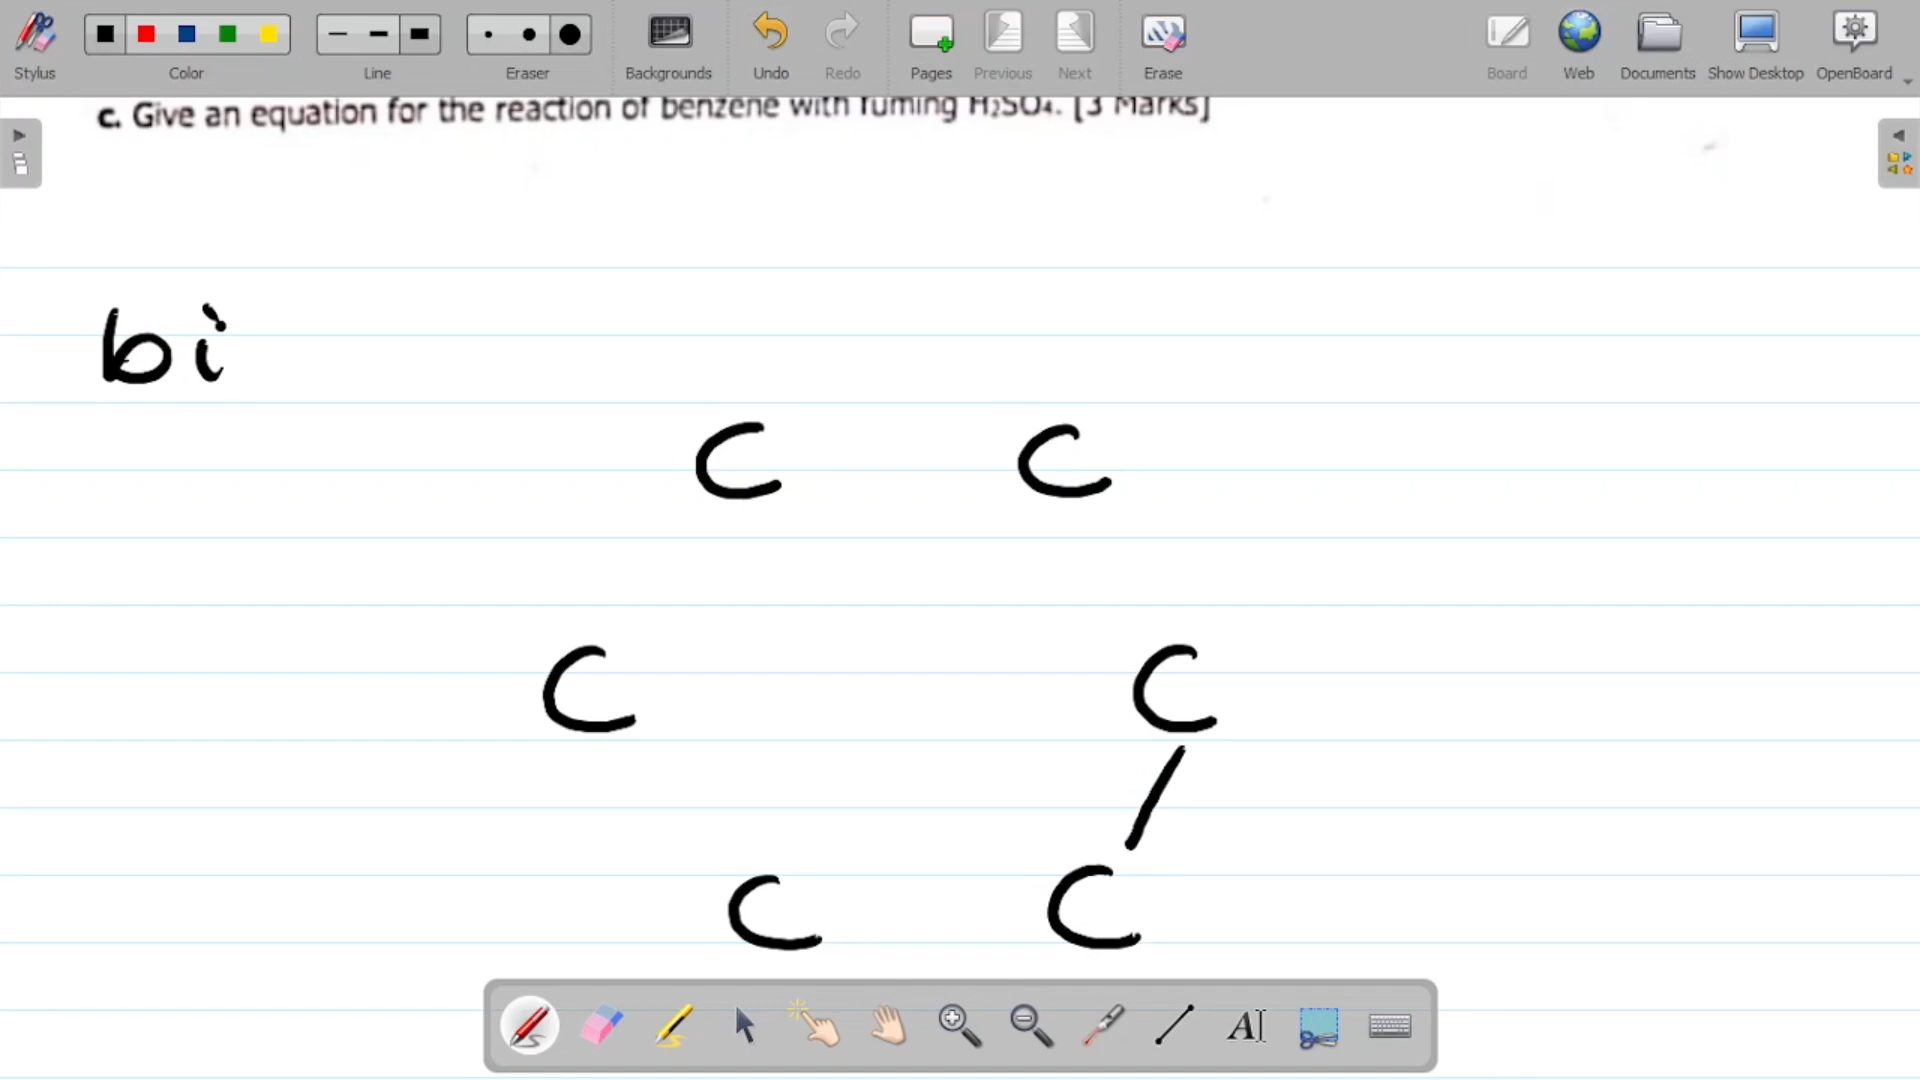 Stylus Color Line Eraser Backgrounds Undo Redo Pages Previous Next Erase Board Web Documents Show Desktop OpenBoard
c. Give an equation for the reaction of benzene with fuming H₂SO₄. [3 Marks]
bi
C C
C C
C C